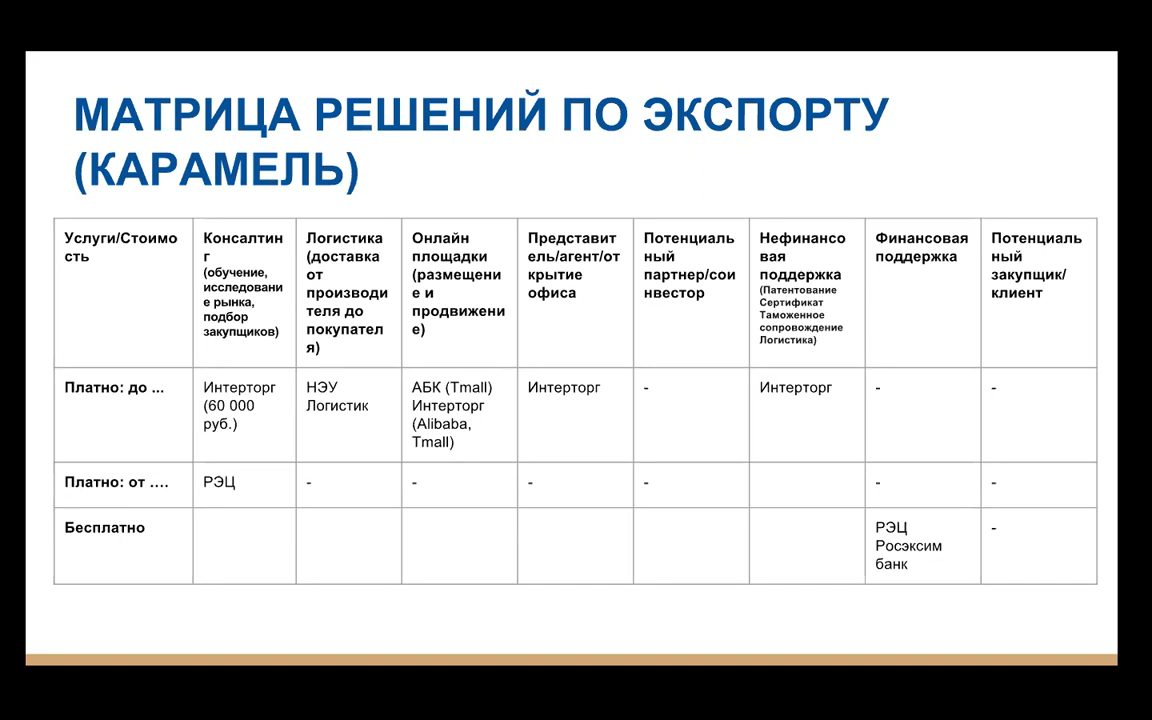 МАТРИЦА РЕШЕНИЙ ПО ЭКСПОРТУ
(КАРАМЕЛЬ)
Услуги/Стоимо
сть
Консалтин
г
(обучение,
исследовани
е рынка,
подбор
закупщиков)
Логистика
(доставка
от
производи
теля до
покупател
я)
Онлайн
площадки
(размещени
е и
продвижени
е)
Представит
ель/агент/от
крытие
офиса
Потенциаль
ный
партнер/сои
нвестор
Нефинансо
вая
поддержка
(Патентование
Сертификат
Таможенное
сопровождение
Логистика)
Финансовая
поддержка
Потенциаль
ный
закупщик/
клиент
Платно: до ...
Интерторг
(60 000
руб.)
НЭУ
Логистик
АБК (Tmall)
Интерторг
(Alibaba,
Tmall)
Интерторг
-
Интерторг
-
-
Платно: от ....
РЭЦ
-
-
-
-
-
-
Бесплатно
РЭЦ
Росэксим
банк
-